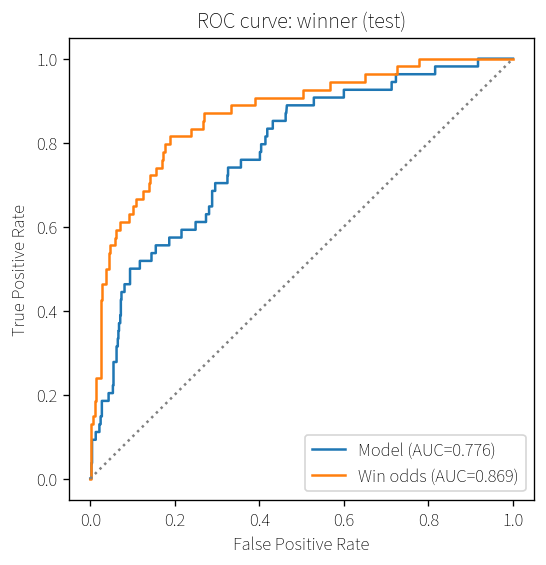 ROC curve: winner (test)
True Positive Rate
1.0
0.8
0.6
0.4
0.2
0.0
0.0 0.2 0.4 0.6 0.8 1.0
False Positive Rate
Model (AUC=0.776)
Win odds (AUC=0.869)